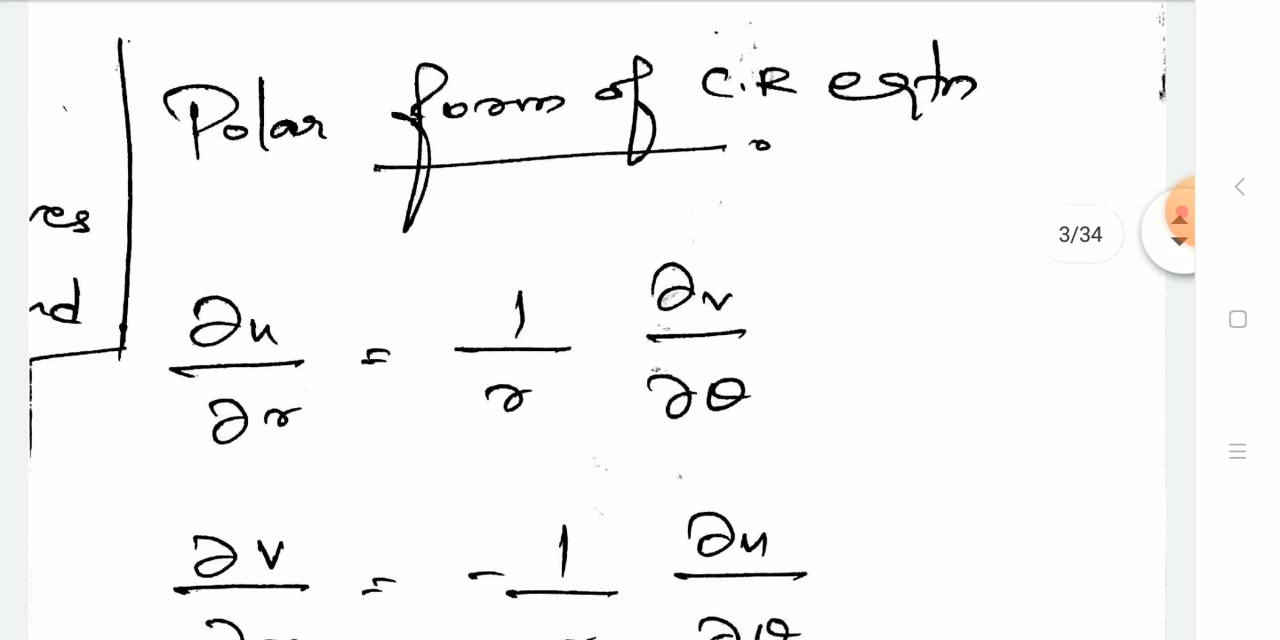 Polar form of C.R eqtn
res
nd
3/34
∂u/∂r = 1/r ∂v/∂θ
∂v/∂r = -1/r ∂u/∂θ